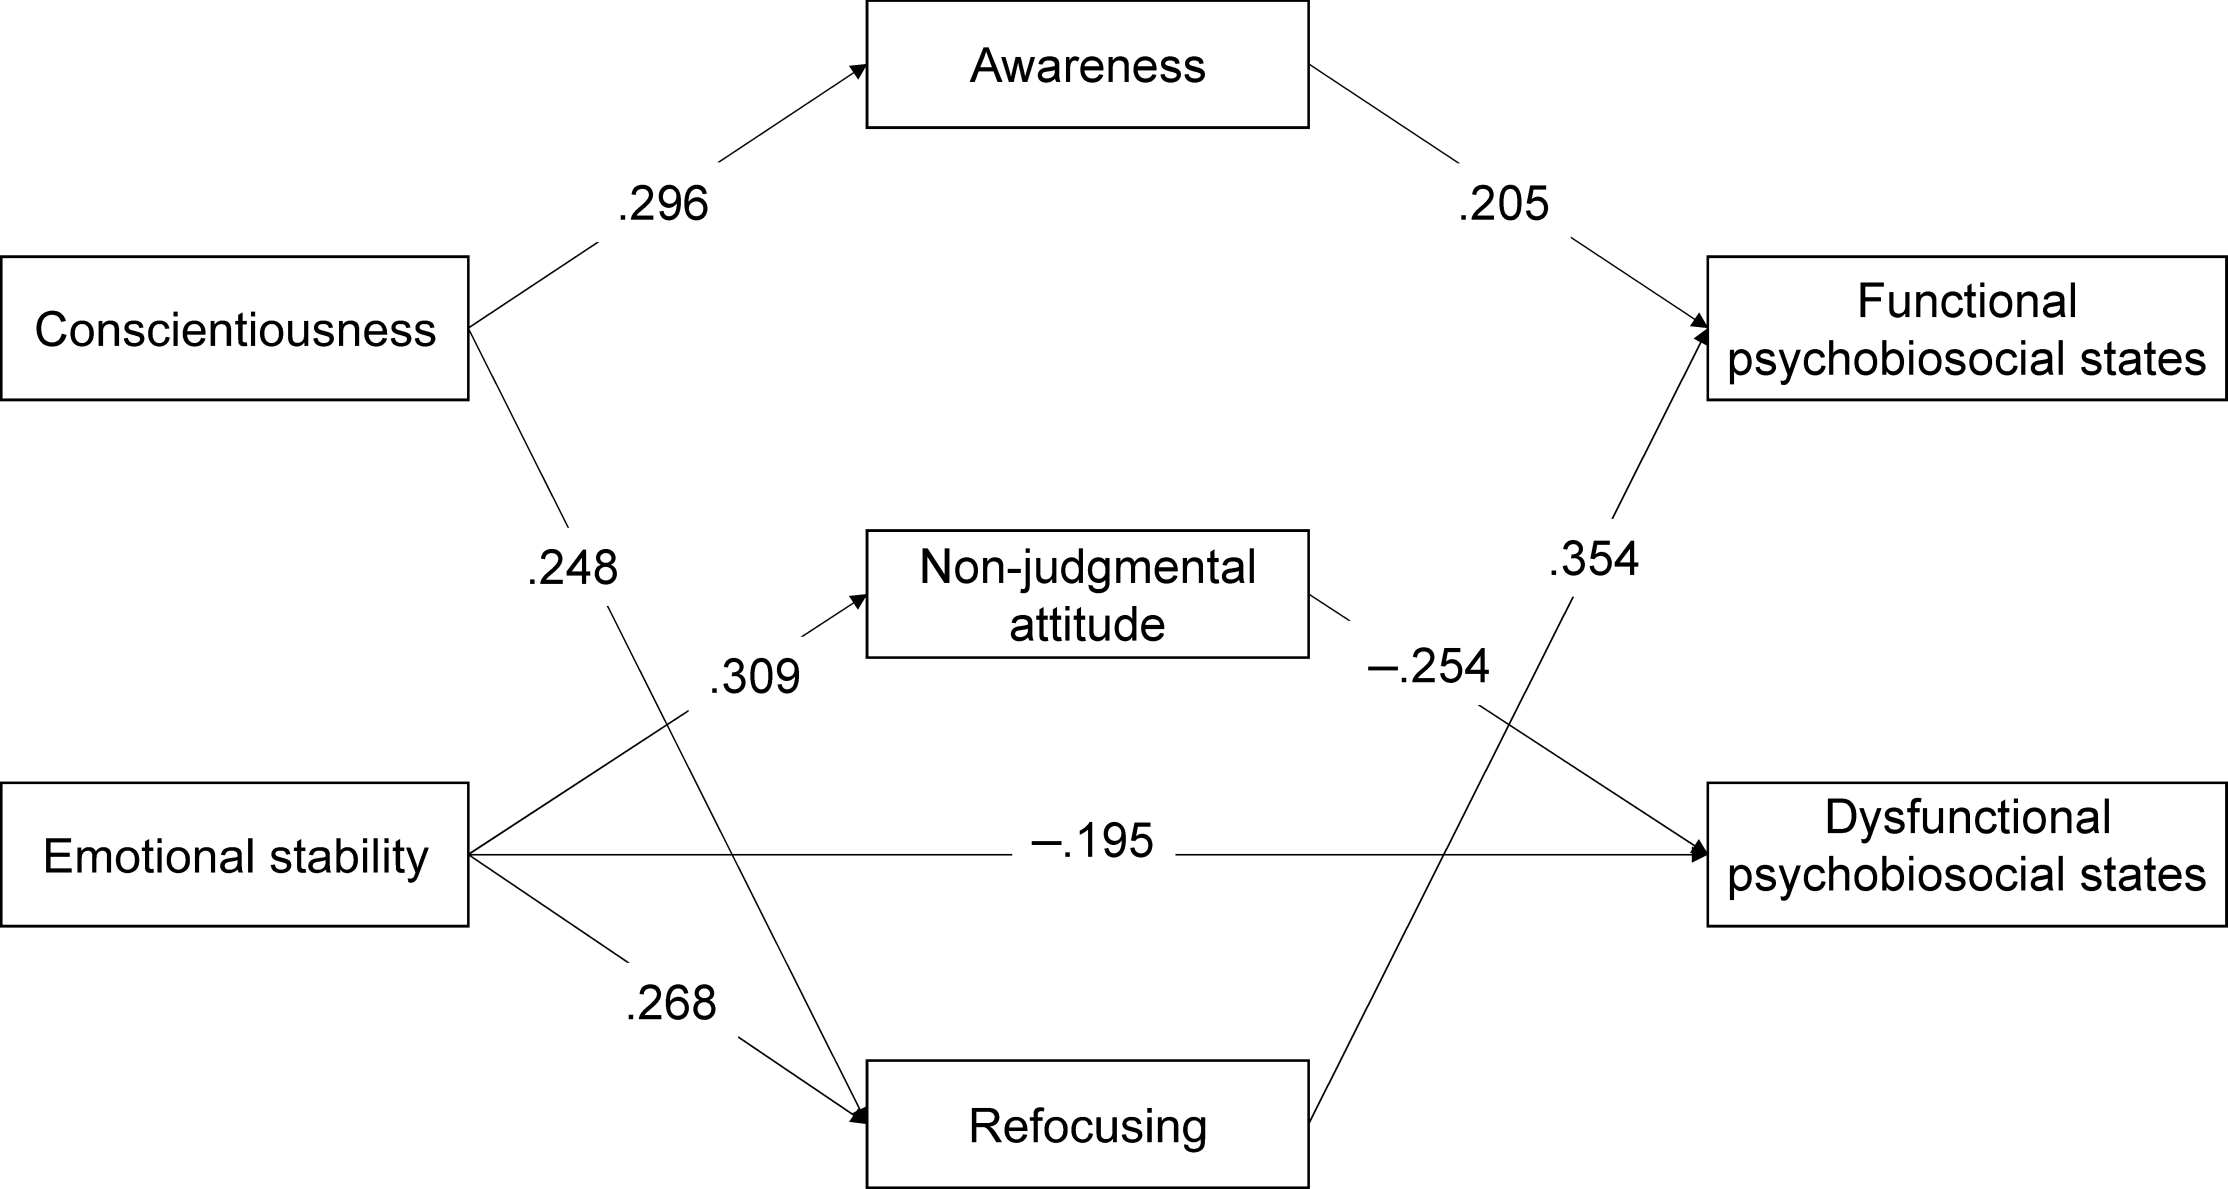 Awareness
.296
.205
Conscientiousness
Functional
psychobiosocial states
.248
Non-judgmental
attitude
.354
.309
–.254
Emotional stability
–.195
Dysfunctional
psychobiosocial states
.268
Refocusing